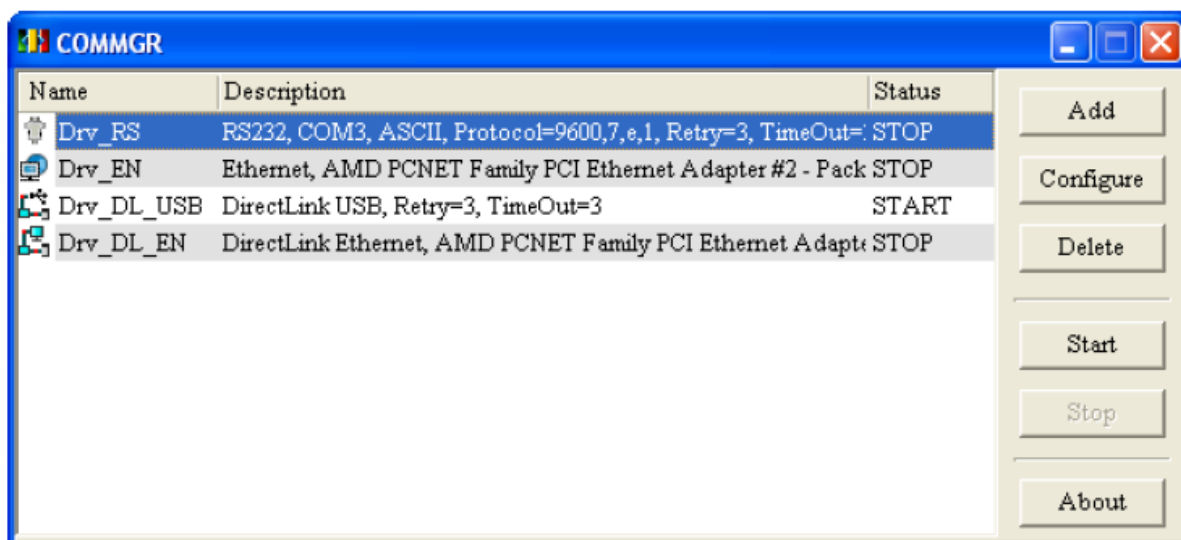 COMMGR
Name Description Status
Drv_RS RS232, COM3, ASCII, Protocol=9600,7,e,1, Retry=3, TimeOut= STOP
Drv_EN Ethernet, AMD PCNET Family PCI Ethernet Adapter #2 - Pack STOP
Drv_DL_USB DirectLink USB, Retry=3, TimeOut=3 START
Drv_DL_EN DirectLink Ethernet, AMD PCNET Family PCI Ethernet Adapte STOP
Add
Configure
Delete
Start
Stop
About